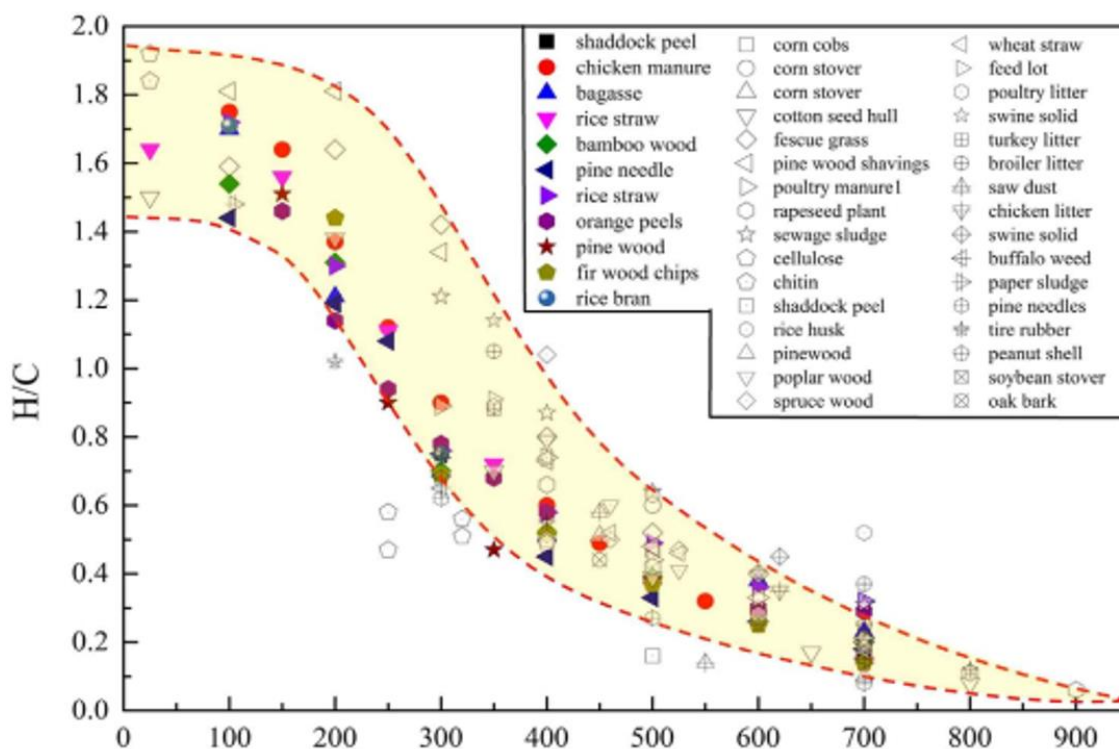 2.0
1.8
1.6
1.4
1.2
1.0
0.8
0.6
0.4
0.2
0.0
H/C
0
100
200
300
400
500
600
700
800
900
shaddock peel
chicken manure
bagasse
rice straw
bamboo wood
pine needle
rice straw
orange peels
pine wood
fir wood chips
rice bran
corn cobs
corn stover
corn stover
cotton seed hull
fescue grass
pine wood shavings
poultry manure1
rapeseed plant
sewage sludge
cellulose
chitin
shaddock peel
rice husk
pinewood
poplar wood
spruce wood
wheat straw
feed lot
poultry litter
swine solid
turkey litter
broiler litter
saw dust
chicken litter
swine solid
buffalo weed
paper sludge
pine needles
tire rubber
peanut shell
soybean stover
oak bark